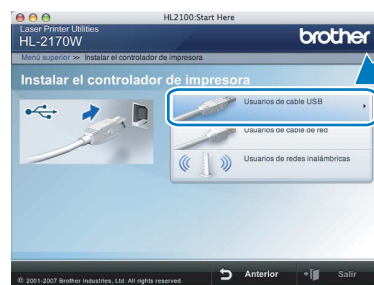 HL2100:Start Here
Laser Printer Utilities
HL-2170W
brother
Menú superior >> Instalar el controlador de impresora
Instalar el controlador de impresora
Usuarios de cable USB
Usuarios de cable de red
Usuarios de redes inalámbricas
© 2001-2007 Brother Industries, Ltd. All rights reserved
Anterior
Salir